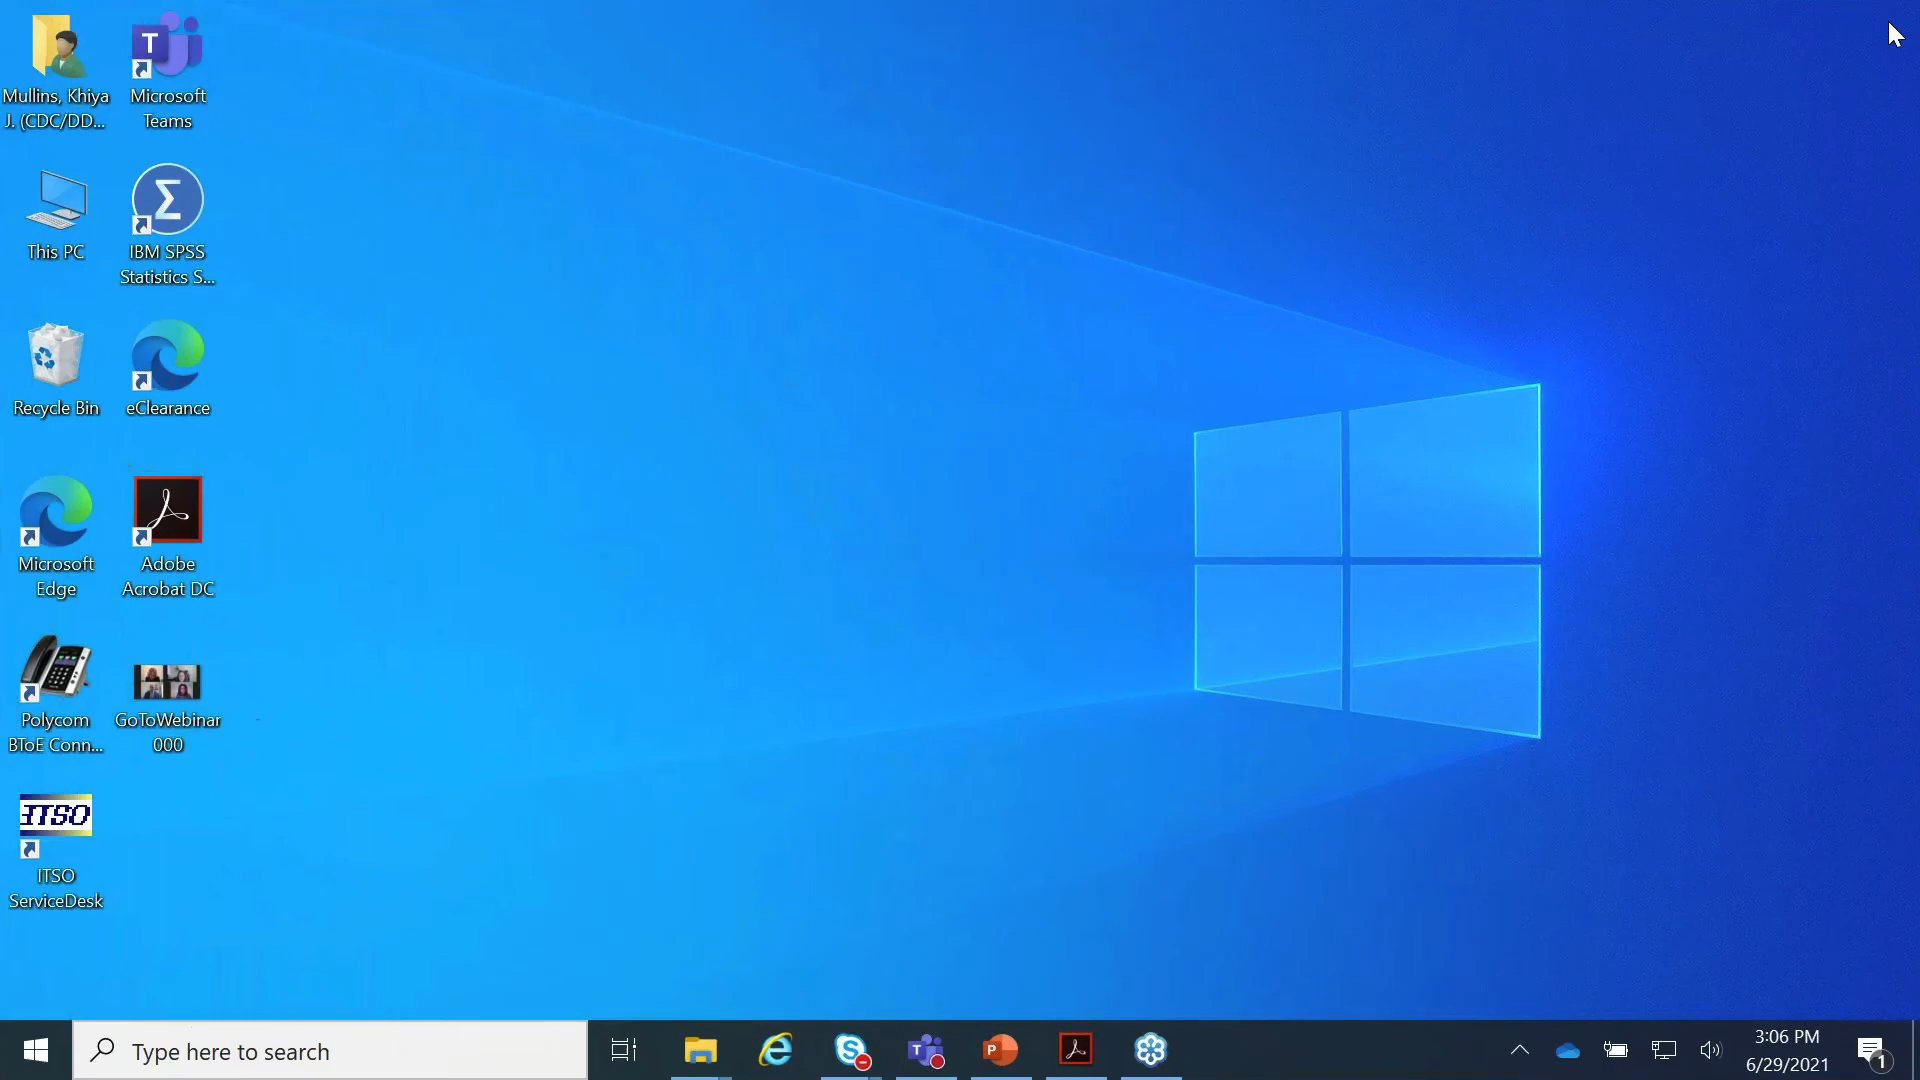 Mullins, Khiya
J. (CDC/DD...
Microsoft
Teams
This PC
IBM SPSS
Statistics S...
Recycle Bin
eClearance
Microsoft
Edge
Adobe
Acrobat DC
Polycom
BToE Conn...
GoToWebinar
000
ITSO
ITSO
ServiceDesk
Type here to search
3:06 PM
6/29/2021
1